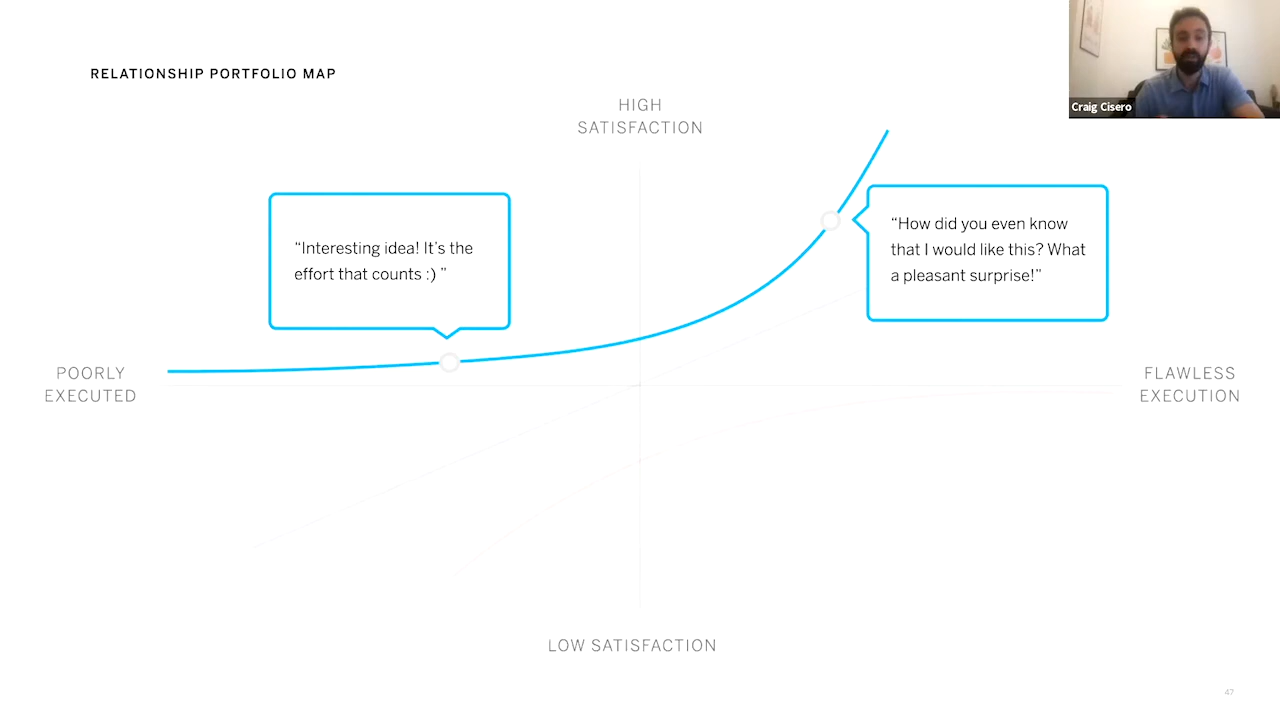 RELATIONSHIP PORTFOLIO MAP
Craig Cisero
HIGH
SATISFACTION
“Interesting idea! It’s the
effort that counts :) ”
“How did you even know
that I would like this? What
a pleasant surprise!”
POORLY
EXECUTED
FLAWLESS
EXECUTION
LOW SATISFACTION
47